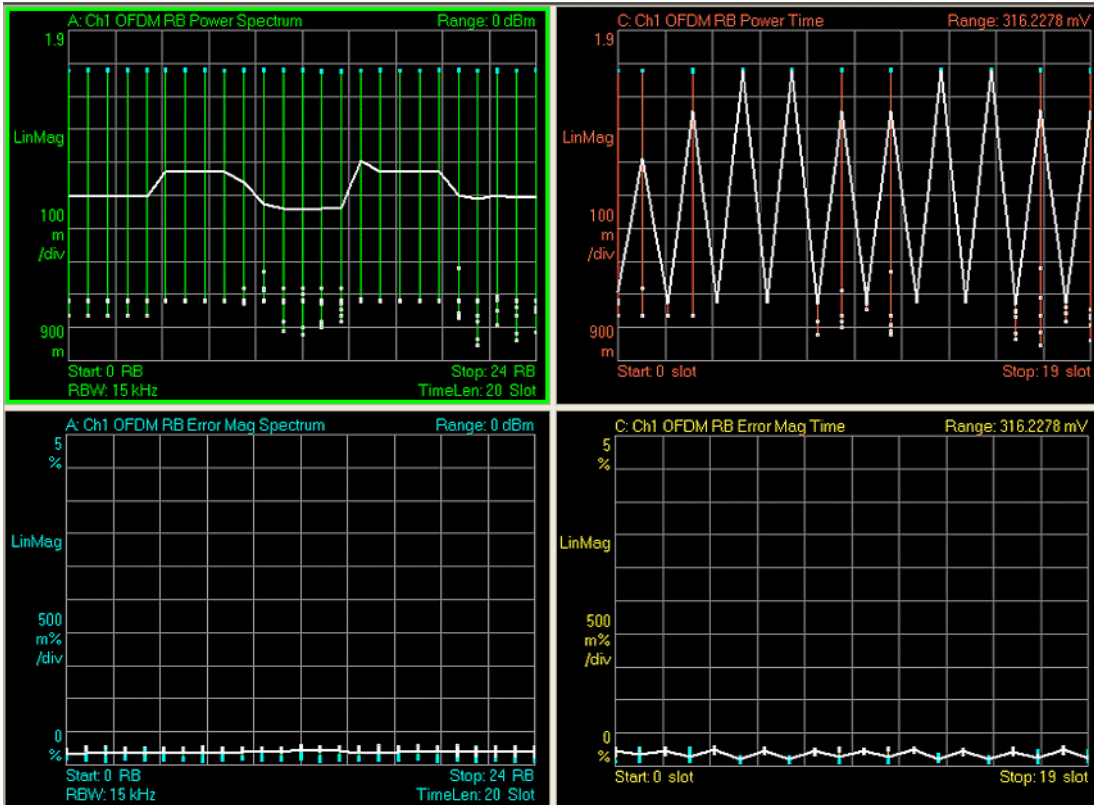 A: Ch1 OFDM RB Power Spectrum Range: 0 dBm
1.9
LinMag
100
m
/div
900
m
Start: 0 RB Stop: 24 RB
RBW: 15 kHz TimeLen: 20 Slot
C: Ch1 OFDM RB Power Time Range: 316.2278 mV
1.9
LinMag
100
m
/div
900
m
Start: 0 slot Stop: 19 slot
A: Ch1 OFDM RB Error Mag Spectrum Range: 0 dBm
5
%
LinMag
500
m%
/div
0
%
Start: 0 RB Stop: 24 RB
RBW: 15 kHz TimeLen: 20 Slot
C: Ch1 OFDM RB Error Mag Time Range: 316.2278 mV
5
%
LinMag
500
m%
/div
0
%
Start: 0 slot Stop: 19 slot